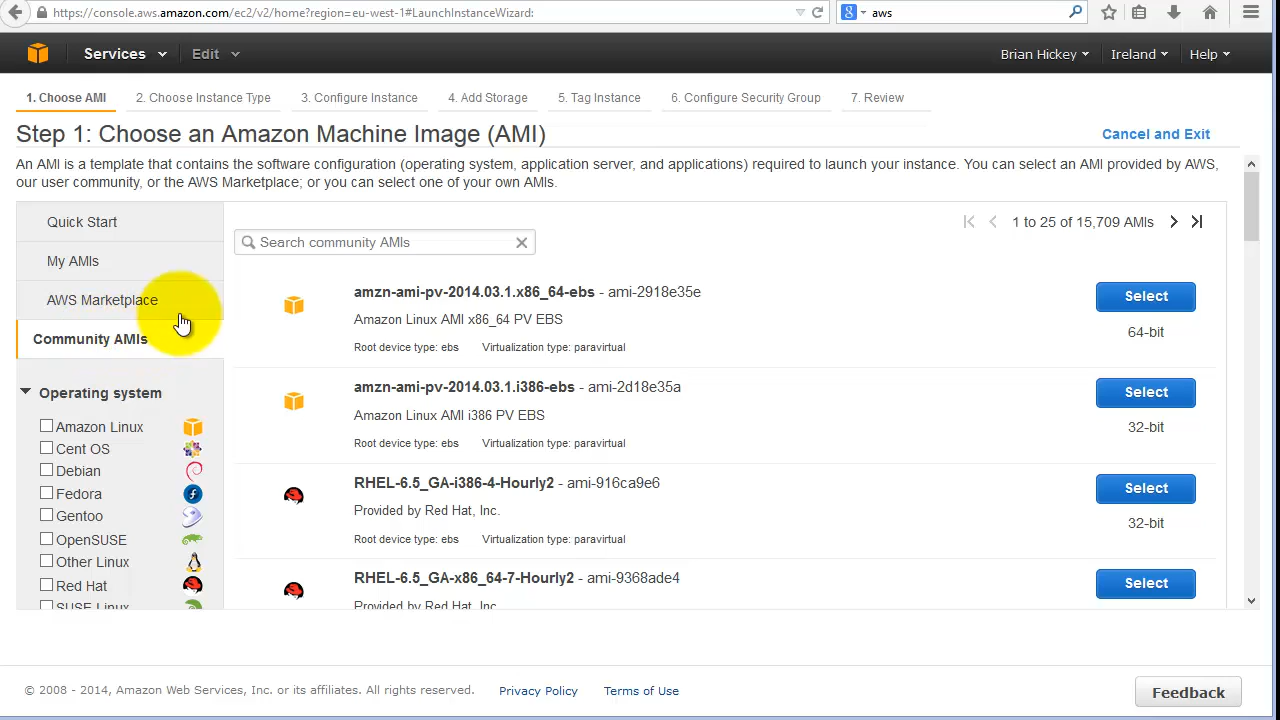 https://console.aws.amazon.com/ec2/v2/home?region=eu-west-1#LaunchInstanceWizard:
aws
Services
Edit
Brian Hickey
Ireland
Help
1. Choose AMI
2. Choose Instance Type
3. Configure Instance
4. Add Storage
5. Tag Instance
6. Configure Security Group
7. Review
Step 1: Choose an Amazon Machine Image (AMI)
Cancel and Exit
An AMI is a template that contains the software configuration (operating system, application server, and applications) required to launch your instance. You can select an AMI provided by AWS,
our user community, or the AWS Marketplace; or you can select one of your own AMIs.
Quick Start
My AMIs
AWS Marketplace
Community AMIs
Operating system
Amazon Linux
Cent OS
Debian
Fedora
Gentoo
OpenSUSE
Other Linux
Red Hat
SUSE Linux
1 to 25 of 15,709 AMIs
Search community AMIs
amzn-ami-pv-2014.03.1.x86_64-ebs - ami-2918e35e
Amazon Linux AMI x86_64 PV EBS
Root device type: ebs Virtualization type: paravirtual
Select
64-bit
amzn-ami-pv-2014.03.1.i386-ebs - ami-2d18e35a
Amazon Linux AMI i386 PV EBS
Root device type: ebs Virtualization type: paravirtual
Select
32-bit
RHEL-6.5_GA-i386-4-Hourly2 - ami-916ca9e6
Provided by Red Hat, Inc.
Root device type: ebs Virtualization type: paravirtual
Select
32-bit
RHEL-6.5_GA-x86_64-7-Hourly2 - ami-9368ade4
Provided by Red Hat, Inc.
Select
© 2008 - 2014, Amazon Web Services, Inc. or its affiliates. All rights reserved.
Privacy Policy
Terms of Use
Feedback